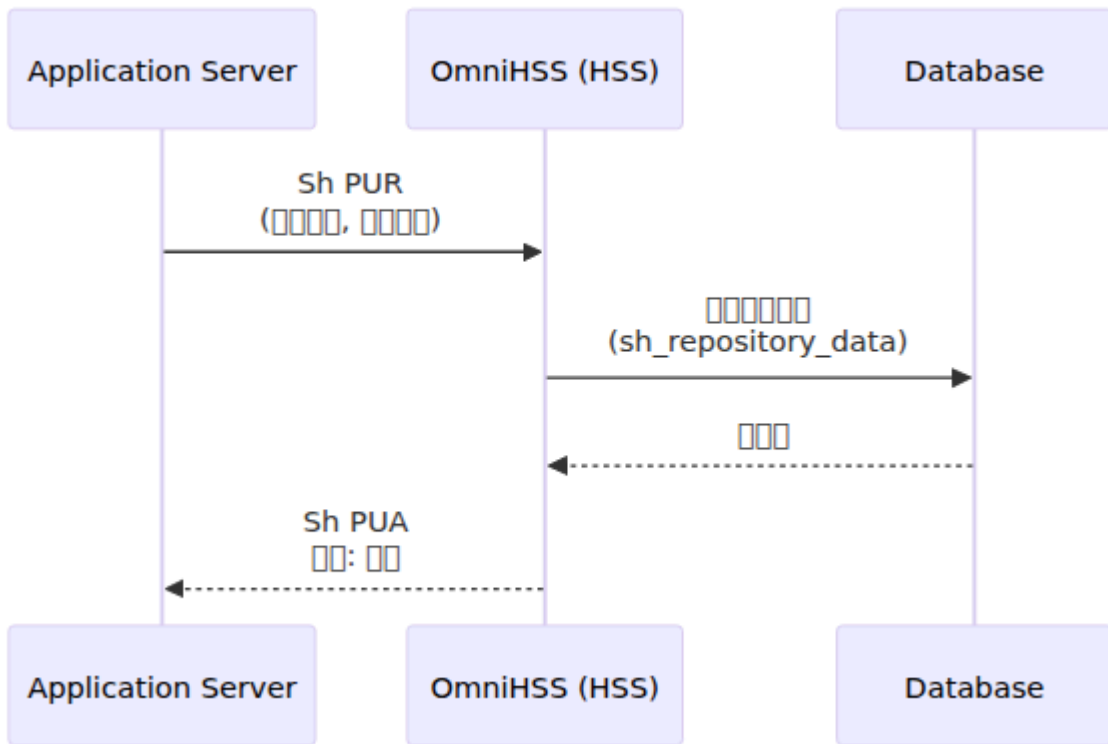 Application Server
OmniHSS (HSS)
Database
Sh PUR
(□□□□, □□□□)
□□□□□□
(sh_repository_data)
□□□
Sh PUA
□□: □□
Application Server
OmniHSS (HSS)
Database